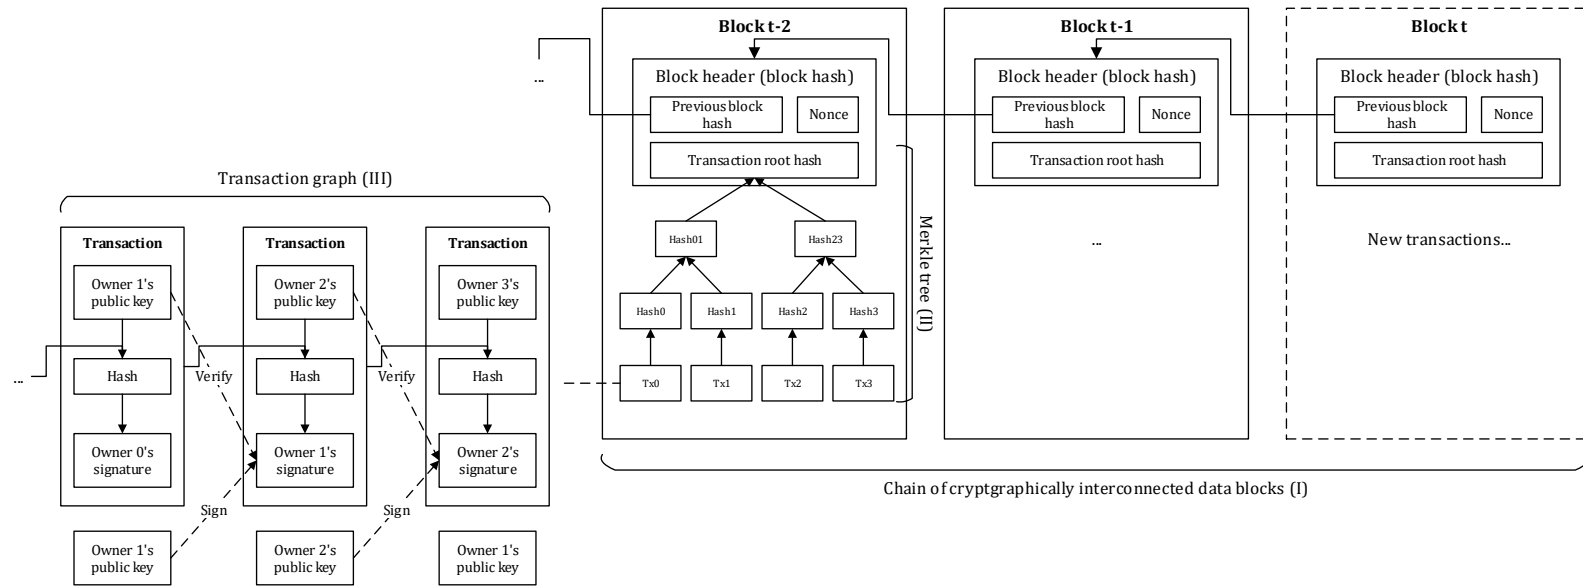 Block t-2
Block t-1
Block t
...
Block header (block hash)
Previous block
hash
Nonce
Transaction root hash
Block header (block hash)
Previous block
hash
Nonce
Transaction root hash
Block header (block hash)
Previous block
hash
Nonce
Transaction root hash
Hash01
Hash23
Hash0
Hash1
Hash2
Hash3
Tx0
Tx1
Tx2
Tx3
Merkle tree (II)
...
New transactions...
Chain of cryptgraphically interconnected data blocks (I)
Transaction graph (III)
...
Transaction
Owner 1's
public key
Hash
Owner 0's
signature
Owner 1's
public key
Verify
Sign
Transaction
Owner 2's
public key
Hash
Owner 1's
signature
Owner 2's
public key
Verify
Sign
Transaction
Owner 3's
public key
Hash
Owner 2's
signature
Owner 1's
public key